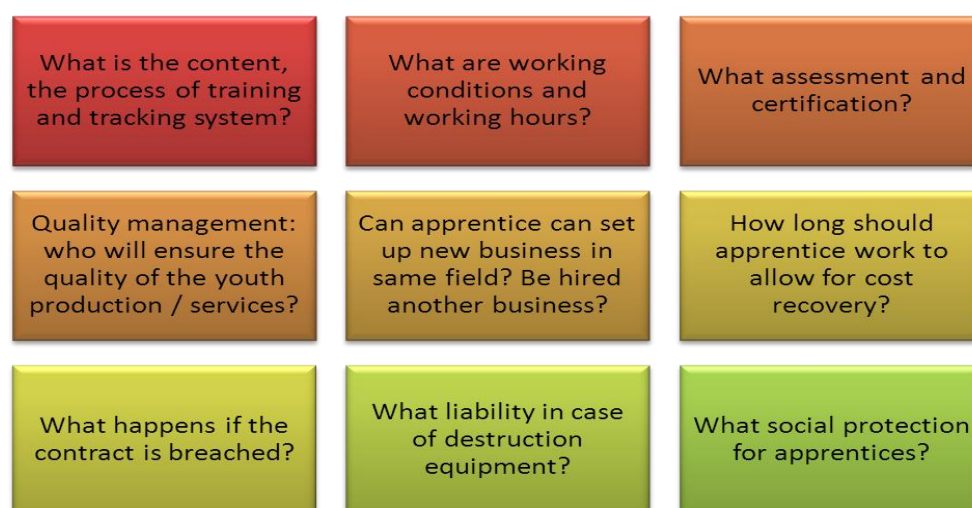 What is the content,
the process of training
and tracking system?
What are working
conditions and
working hours?
What assessment and
certification?
Quality management:
who will ensure the
quality of the youth
production / services?
Can apprentice can set
up new business in
same field? Be hired
another business?
How long should
apprentice work to
allow for cost
recovery?
What happens if the
contract is breached?
What liability in case
of destruction
equipment?
What social protection
for apprentices?